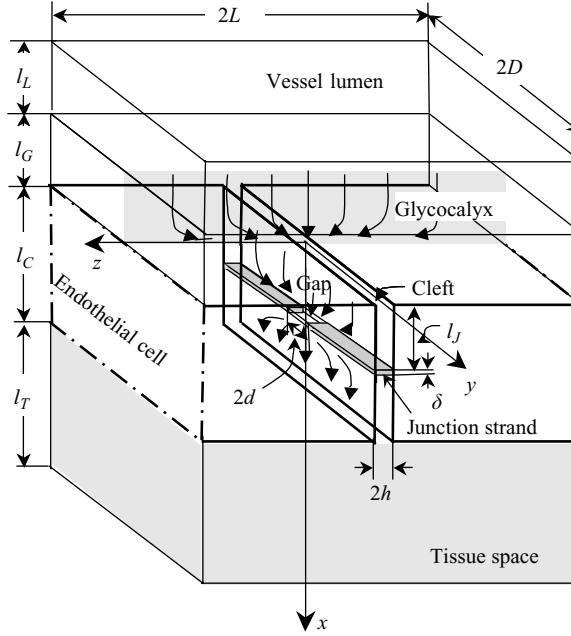 2L
2D
l_L
Vessel lumen
l_G
Glycocalyx
l_C
z
Gap
Cleft
Endothelial cell
l_J
y
2d
δ
Junction strand
l_T
2h
Tissue space
x